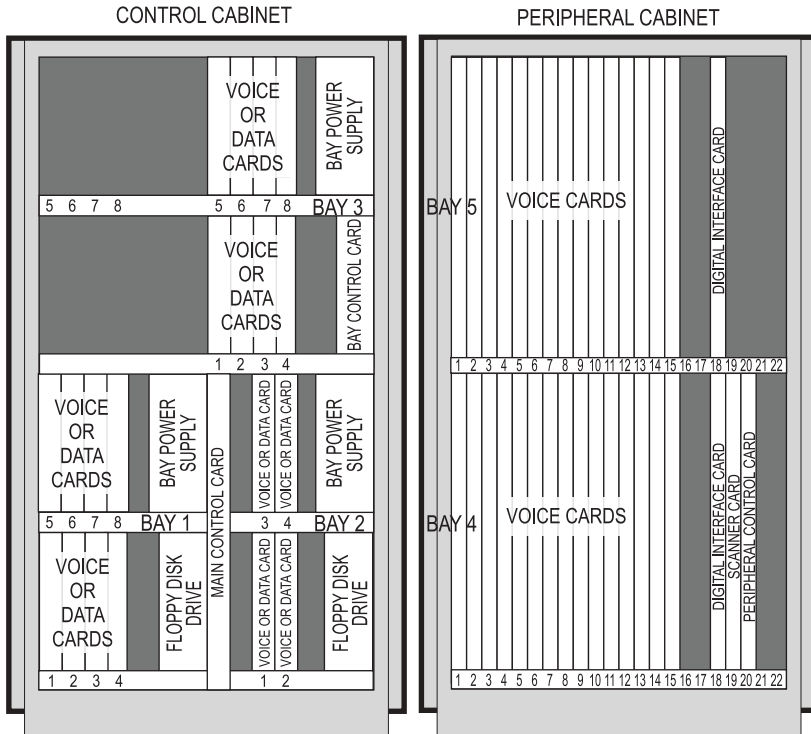 CONTROL CABINET
VOICE
OR
DATA
CARDS
BAY POWER
SUPPLY
5 6 7 8 5 6 7 8 BAY 3
VOICE
OR
DATA
CARDS
BAY CONTROL CARD
1 2 3 4
VOICE
OR
DATA
CARDS
BAY POWER
SUPPLY
MAIN CONTROL CARD
VOICE OR DATA CARD
VOICE OR DATA CARD
BAY POWER
SUPPLY
5 6 7 8 BAY 1 3 4 BAY 2
VOICE
OR
DATA
CARDS
FLOPPY DISK
DRIVE
VOICE OR DATA CARD
VOICE OR DATA CARD
FLOPPY DISK
DRIVE
1 2 3 4 1 2
PERIPHERAL CABINET
BAY 5
VOICE CARDS
DIGITAL INTERFACE CARD
1 2 3 4 5 6 7 8 9 10 11 12 13 14 15 16 17 18 19 20 21 22
BAY 4
VOICE CARDS
DIGITAL INTERFACE CARD
SCANNER CARD
PERIPHERAL CONTROL CARD
1 2 3 4 5 6 7 8 9 10 11 12 13 14 15 16 17 18 19 20 21 22